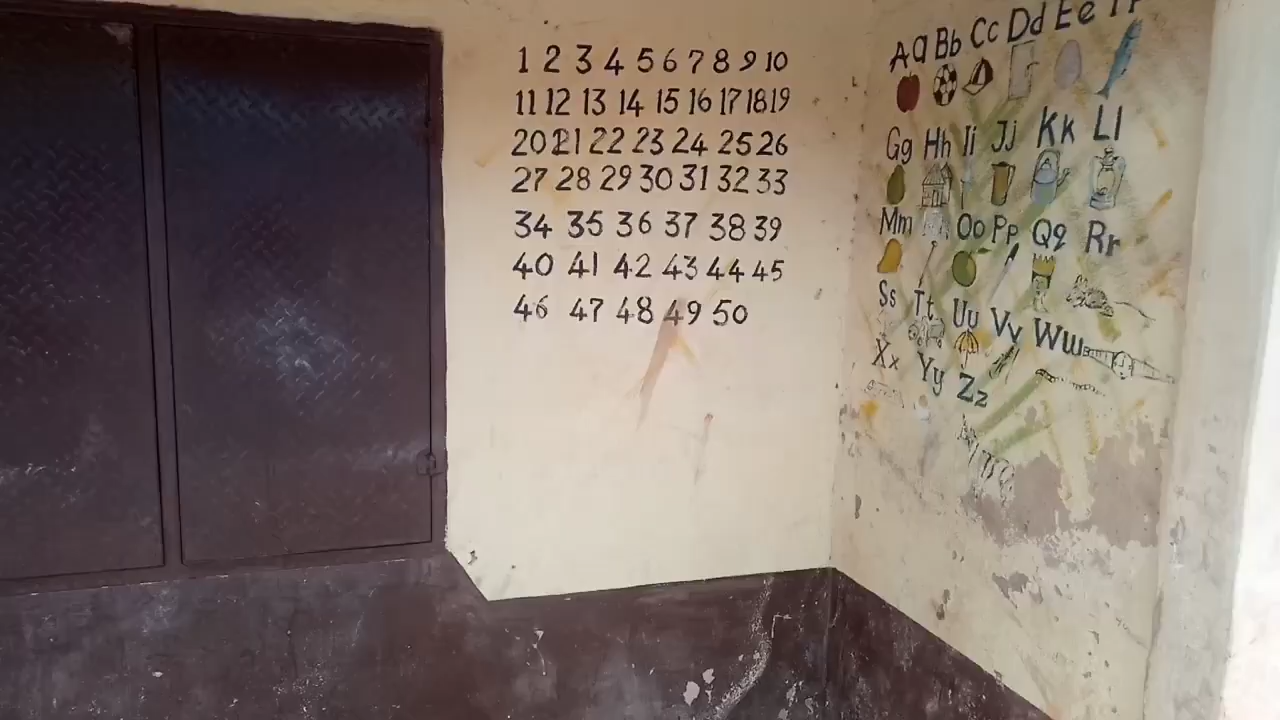 1 2 3 4 5 6 7 8 9 10
11 12 13 14 15 16 17 18 19
20 21 22 23 24 25 26
27 28 29 30 31 32 33
34 35 36 37 38 39
40 41 42 43 44 45
46 47 48 49 50
Aa Bb Cc Dd Ee
Gg Hh Ii Jj Kk Ll
Mm Oo Pp Qq Rr
Ss Tt Uu Vv Ww
Xx Yy Zz